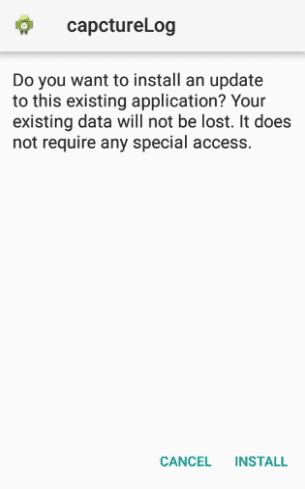 capctureLog
Do you want to install an update
to this existing application? Your
existing data will not be lost. It does
not require any special access.
CANCEL INSTALL